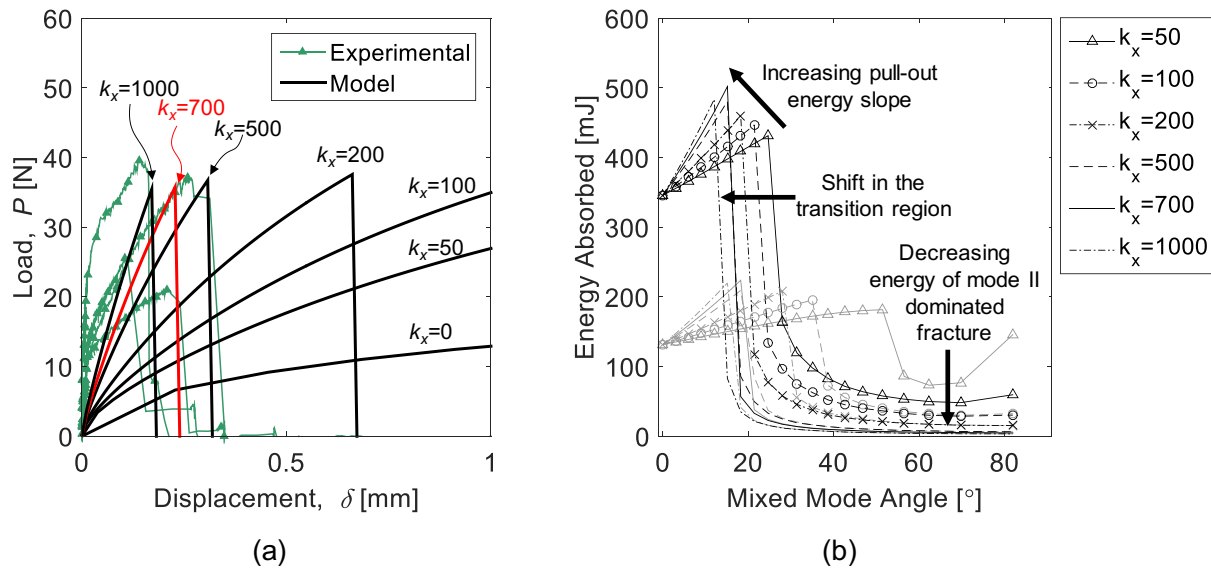 60
50
40
30
20
10
0
Load, P [N]
0
0.5
1
Displacement, δ [mm]
Experimental
Model
kx=1000
kx=700
kx=500
kx=200
kx=100
kx=50
kx=0
(a)
600
500
400
300
200
100
0
Energy Absorbed [mJ]
0
20
40
60
80
Mixed Mode Angle [°]
Increasing pull-out
energy slope
Shift in the
transition region
Decreasing
energy of mode II
dominated
fracture
kx=50
kx=100
kx=200
kx=500
kx=700
kx=1000
(b)